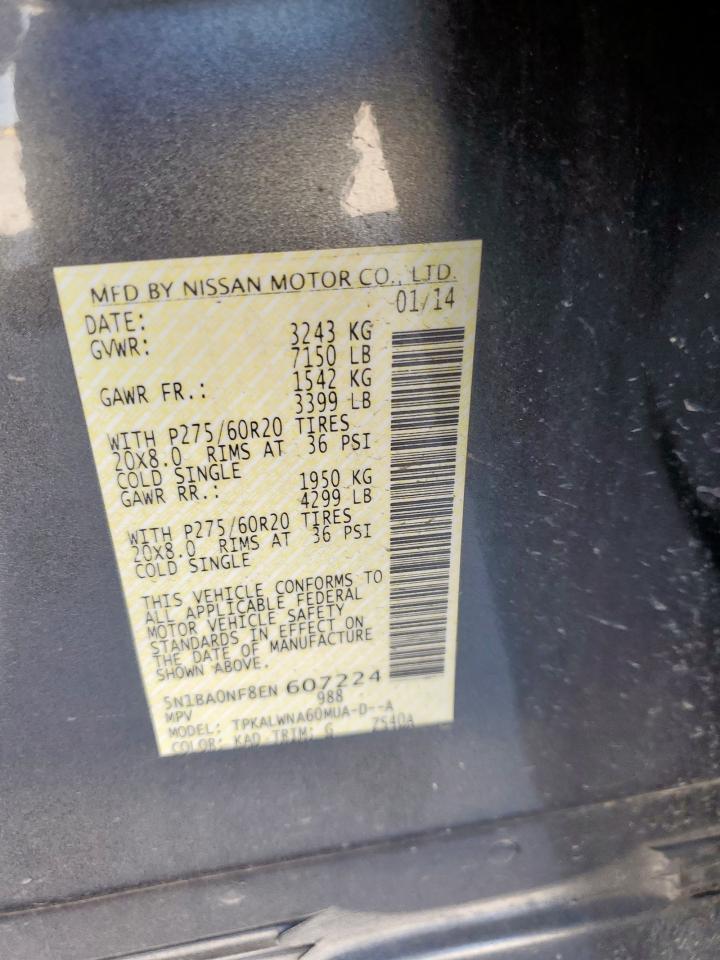 MFD BY NISSAN MOTOR CO., LTD.
DATE: 01/14
GVWR: 3243 KG
7150 LB
GAWR FR.: 1542 KG
3399 LB
WITH P275/60R20 TIRES
20X8.0 RIMS AT 36 PSI
COLD SINGLE
GAWR RR.: 1950 KG
4299 LB
WITH P275/60R20 TIRES
20X8.0 RIMS AT 36 PSI
COLD SINGLE
THIS VEHICLE CONFORMS TO
ALL APPLICABLE FEDERAL
MOTOR VEHICLE SAFETY
STANDARDS IN EFFECT ON
THE DATE OF MANUFACTURE
SHOWN ABOVE.
5N1BA0NF8EN 607224
MPV 988
MODEL: TPKALWNA60MUA-D--A
COLOR: KAD TRIM: G 7540A